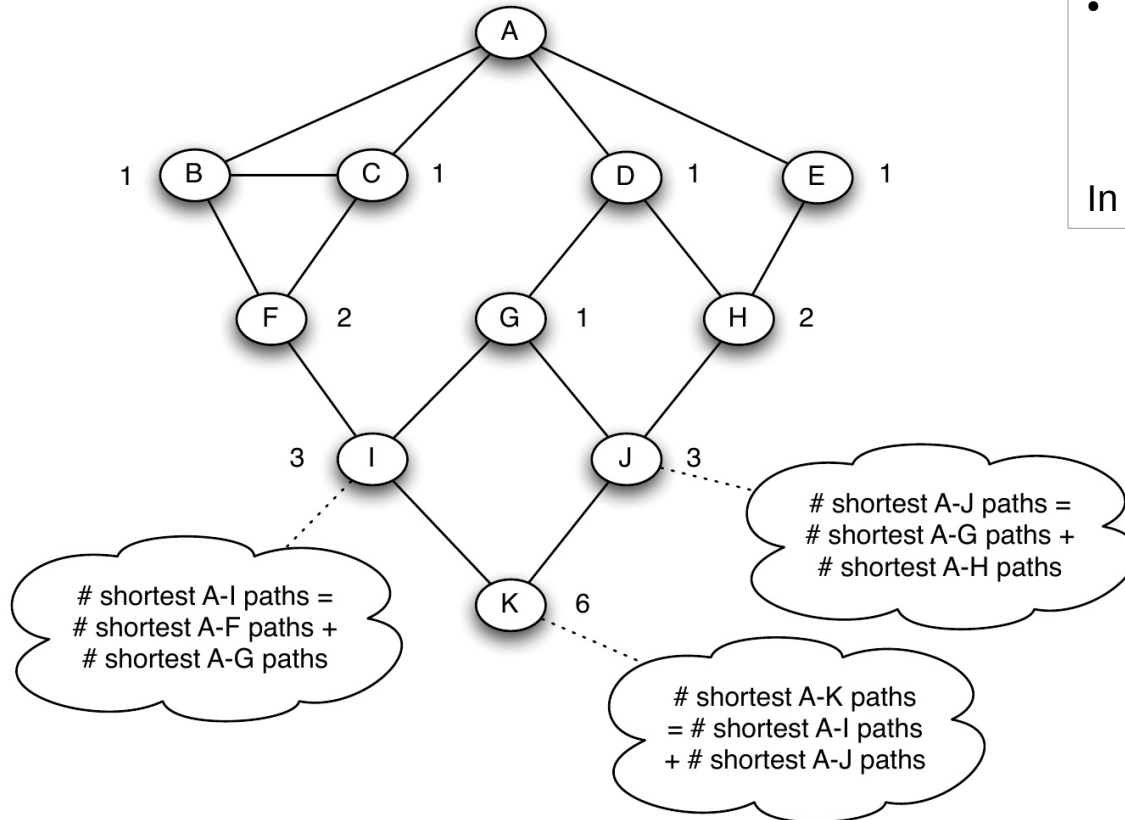 •
A
1 B C 1 D 1 E 1
In
F 2 G 1 H 2
3 I J 3
# shortest A-J paths =
# shortest A-G paths +
# shortest A-H paths
# shortest A-I paths =
# shortest A-F paths +
# shortest A-G paths
K 6
# shortest A-K paths
= # shortest A-I paths
+ # shortest A-J paths